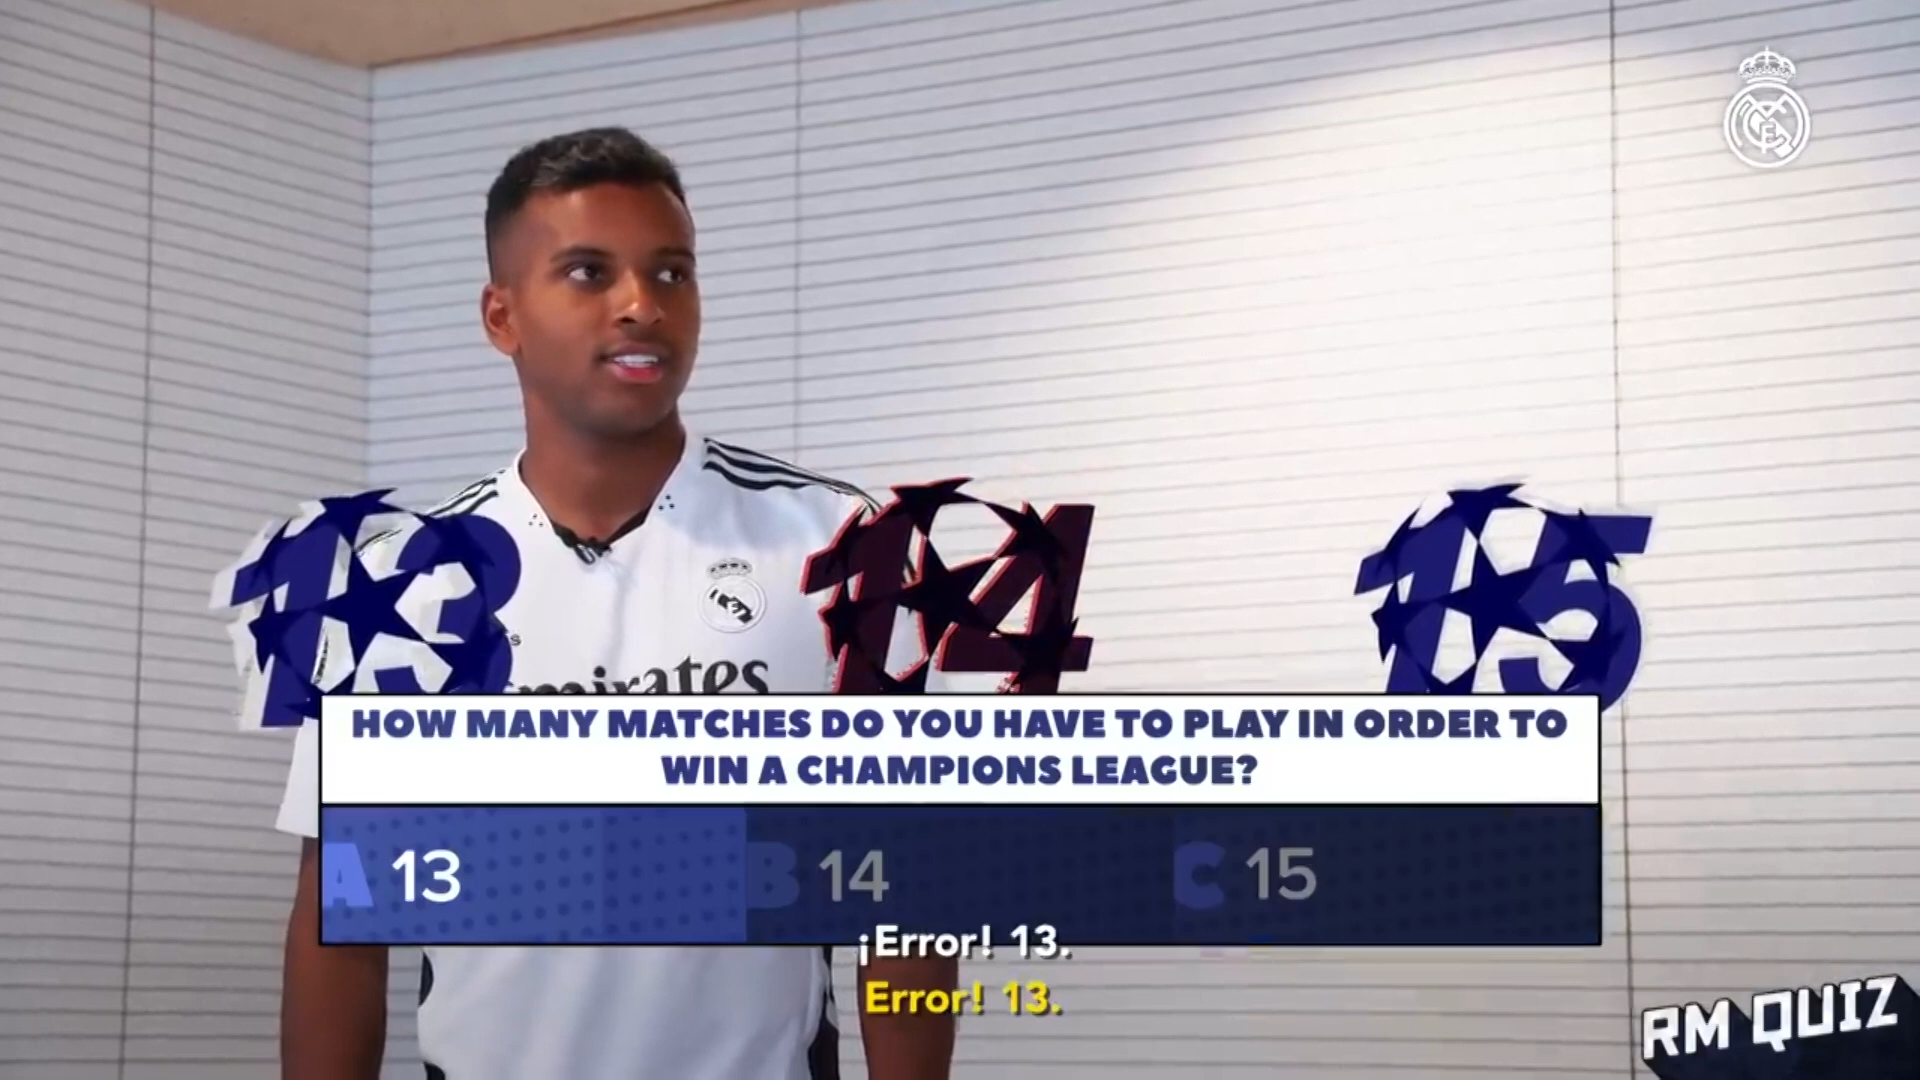 13
14
15
Emirates
HOW MANY MATCHES DO YOU HAVE TO PLAY IN ORDER TO
WIN A CHAMPIONS LEAGUE?
A 13
B 14
C 15
¡Error! 13.
Error! 13.
RM QUIZ